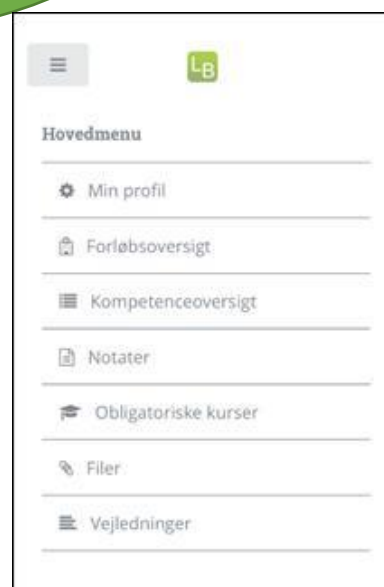 LB
Hovedmenu
Min profil
Forløbsoversigt
Kompetenceoversigt
Notater
Obligatoriske kurser
Filer
Vejledninger